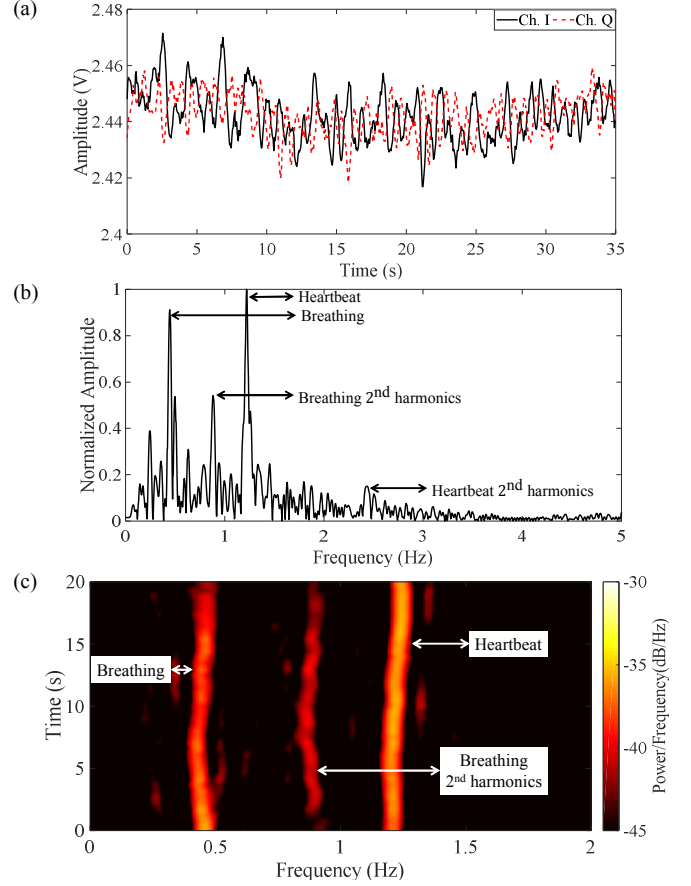 (a)
Ch. I Ch. Q
2.48
2.46
2.44
2.42
2.4
Amplitude (V)
0 5 10 15 20 25 30 35
Time (s)
(b)
1
0.8
0.6
0.4
0.2
0
Normalized Amplitude
Heartbeat
Breathing
Breathing 2nd harmonics
Heartbeat 2nd harmonics
0 1 2 3 4 5
Frequency (Hz)
(c)
20
15
10
5
0
Time (s)
Breathing
Heartbeat
Breathing
2nd harmonics
0 0.5 1 1.5 2
Frequency (Hz)
-30
-35
-40
-45
Power/Frequency(dB/Hz)